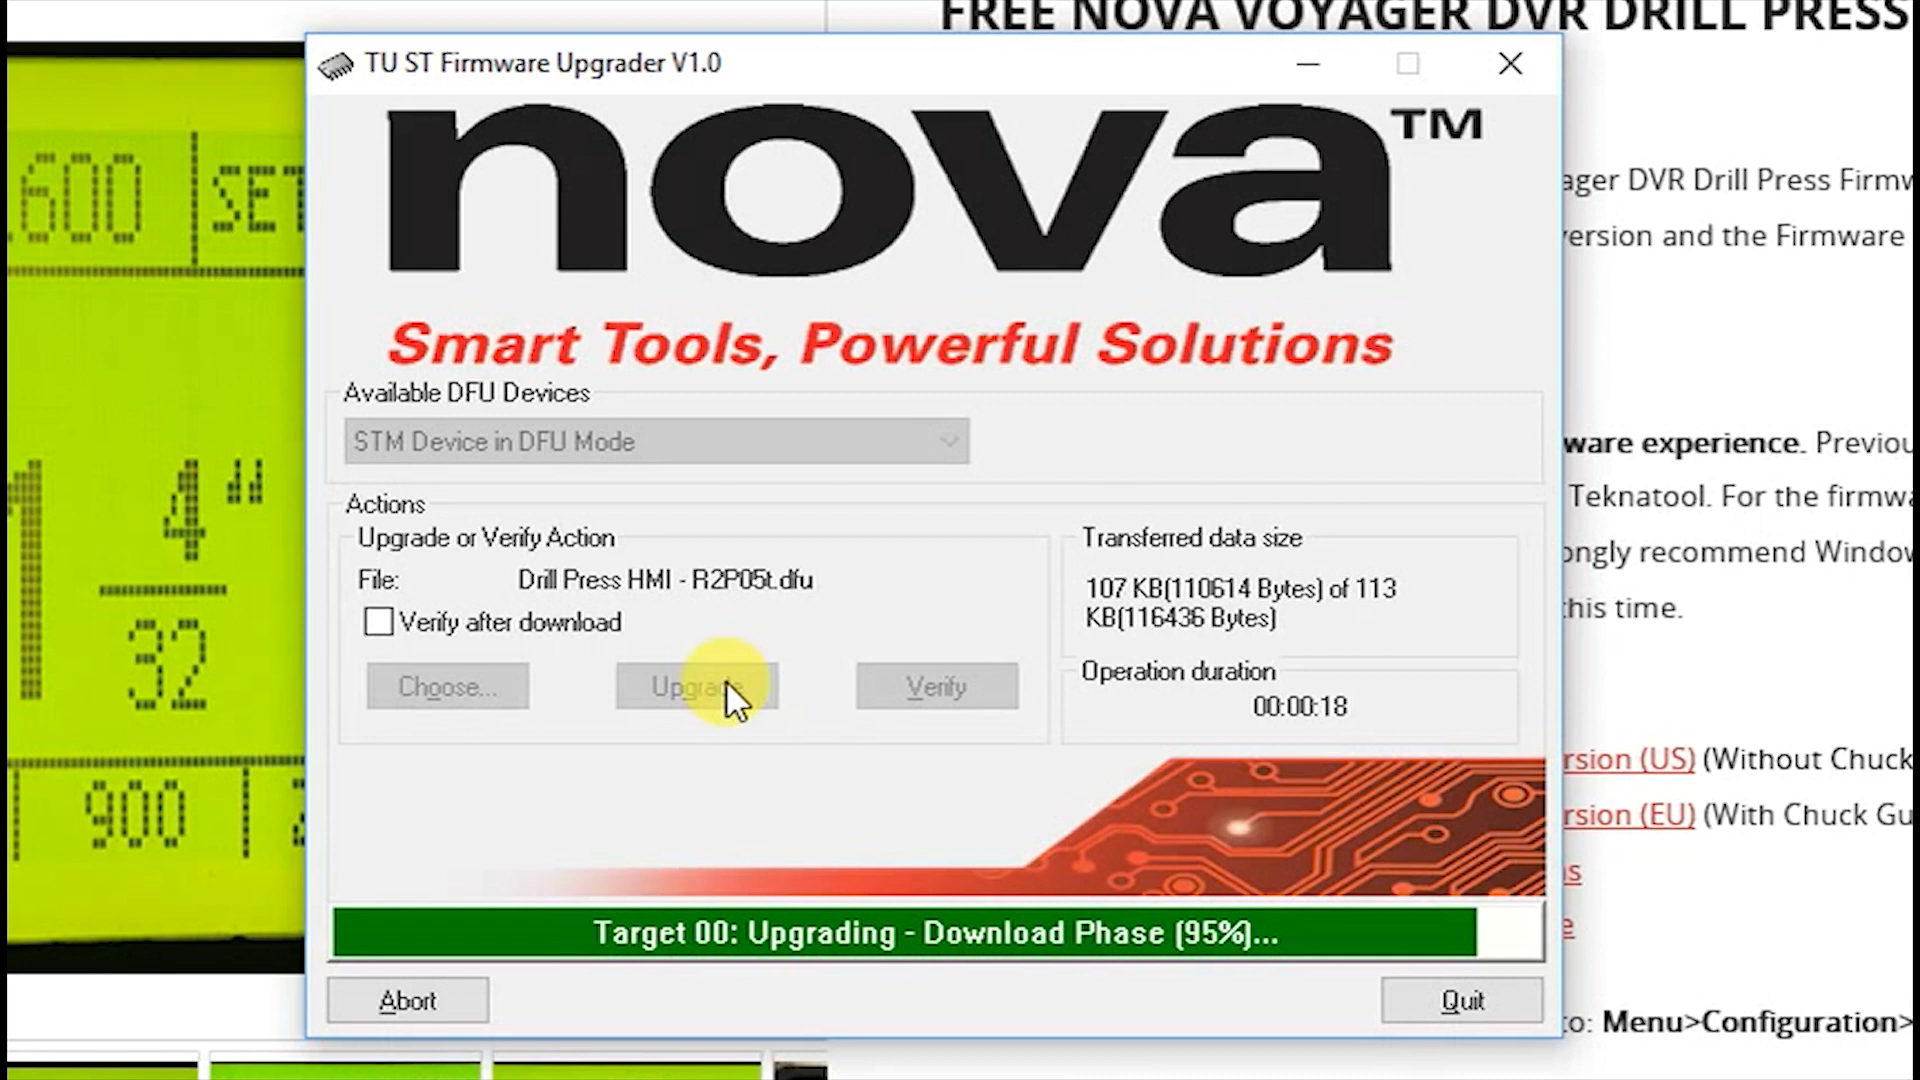 FREE NOVA VOYAGER DVR DRILL PRESS
TU ST Firmware Upgrader V1.0
nova™
Smart Tools, Powerful Solutions
Available DFU Devices
STM Device in DFU Mode
Actions
Upgrade or Verify Action
File: Drill Press HMI - R2P05t.dfu
Verify after download
Choose... Upgrade Verify
Transferred data size
107 KB(110614 Bytes) of 113
KB(116436 Bytes)
Operation duration
00:00:18
Target 00: Upgrading - Download Phase (95%)...
Abort Quit
600 SET
1 4"
32
900
ager DVR Drill Press Firmw
version and the Firmware
ware experience. Previou
Teknatool. For the firmwa
ongly recommend Window
this time.
rsion (US) (Without Chuck
rsion (EU) (With Chuck Gu
s
e
to: Menu>Configuration>